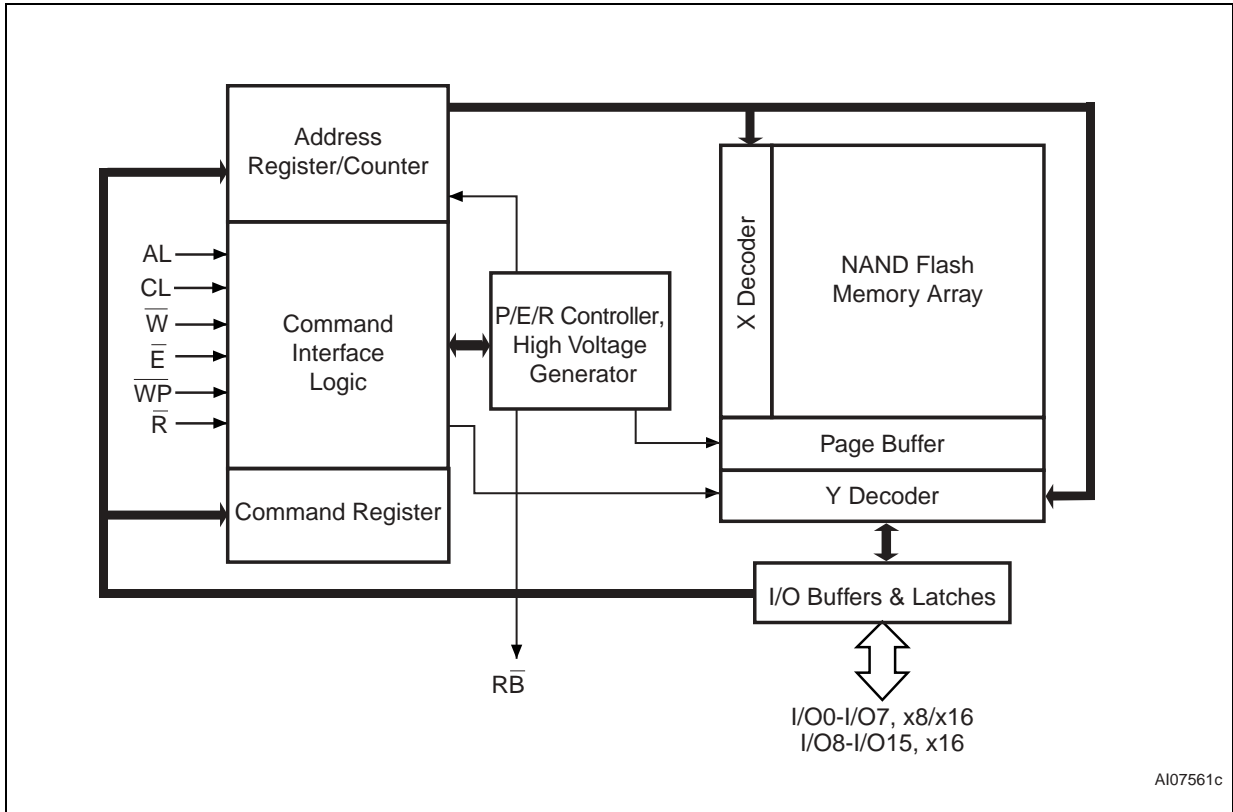 Address
Register/Counter
AL
CL
W̅
E̅
W̅P̅
R̅
Command
Interface
Logic
Command Register
P/E/R Controller,
High Voltage
Generator
RB̅
X Decoder
NAND Flash
Memory Array
Page Buffer
Y Decoder
I/O Buffers & Latches
I/O0-I/O7, x8/x16
I/O8-I/O15, x16
AI07561c